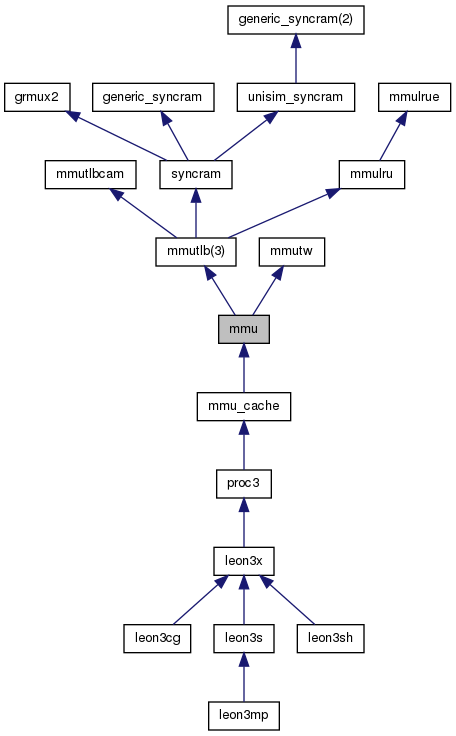 generic_syncram(2)
grmux2
generic_syncram
unisim_syncram
mmulrue
mmutlbcam
syncram
mmulru
mmutlb(3)
mmutw
mmu
mmu_cache
proc3
leon3x
leon3cg
leon3s
leon3sh
leon3mp